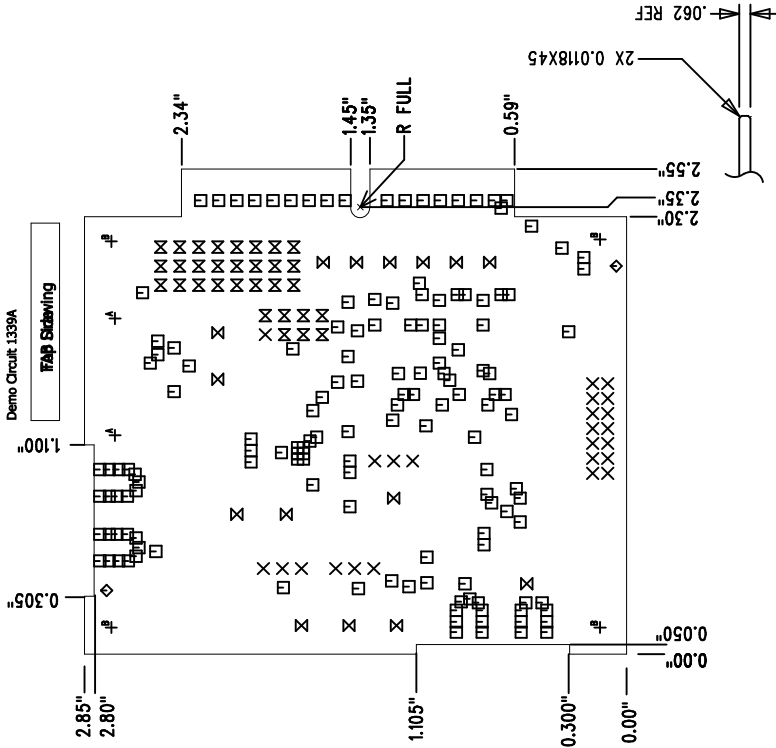 .062 REF
2X 0.0118X45
2.34"
1.45"
1.35"
R FULL
0.59"
2.55"
2.35"
2.30"
Demo Circuit 1339A
B
B
A
A
1.100"
0.305"
B
B
0.050"
0.00"
2.85"
2.80"
1.105"
0.300"
0.00"